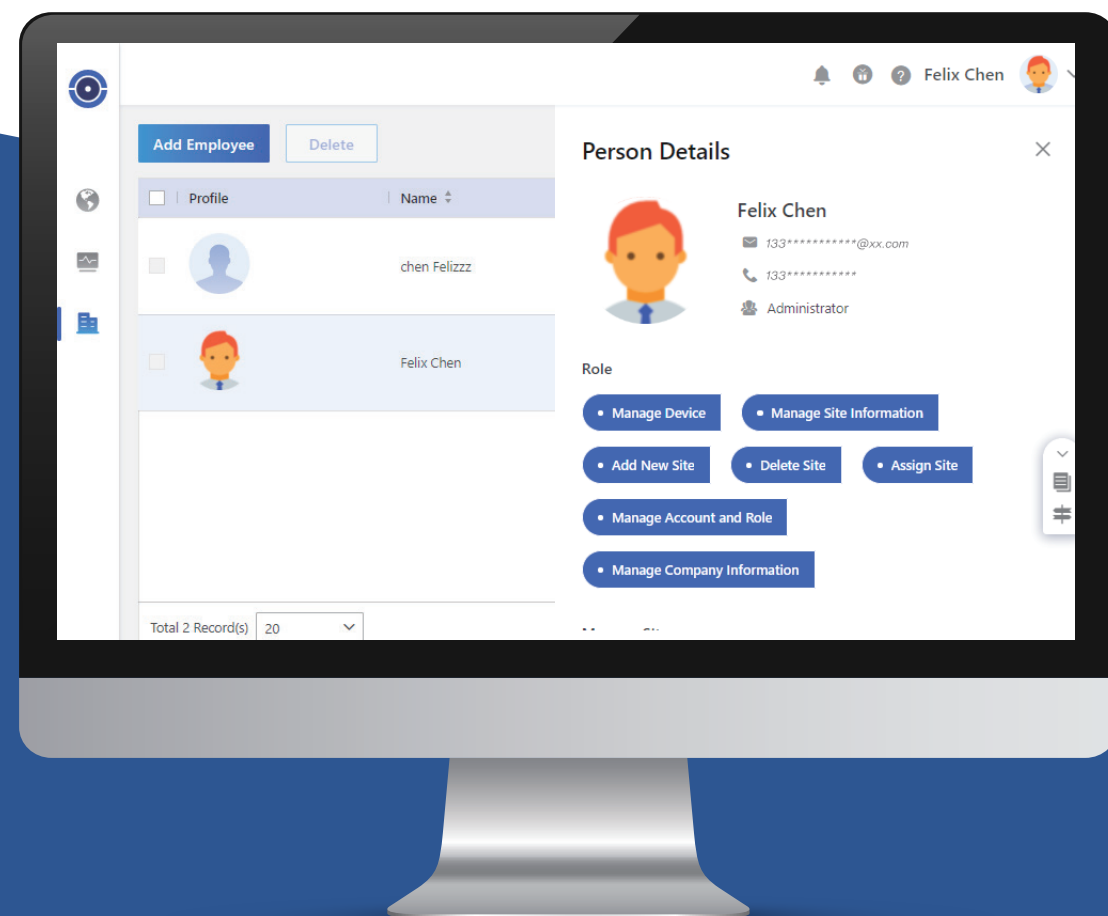 Felix Chen
Add Employee
Delete
Profile
Name
chen Felizzz
Felix Chen
Total 2 Record(s)
20
Person Details
Felix Chen
133***********@xx.com
133***********
Administrator
Role
Manage Device
Manage Site Information
Add New Site
Delete Site
Assign Site
Manage Account and Role
Manage Company Information